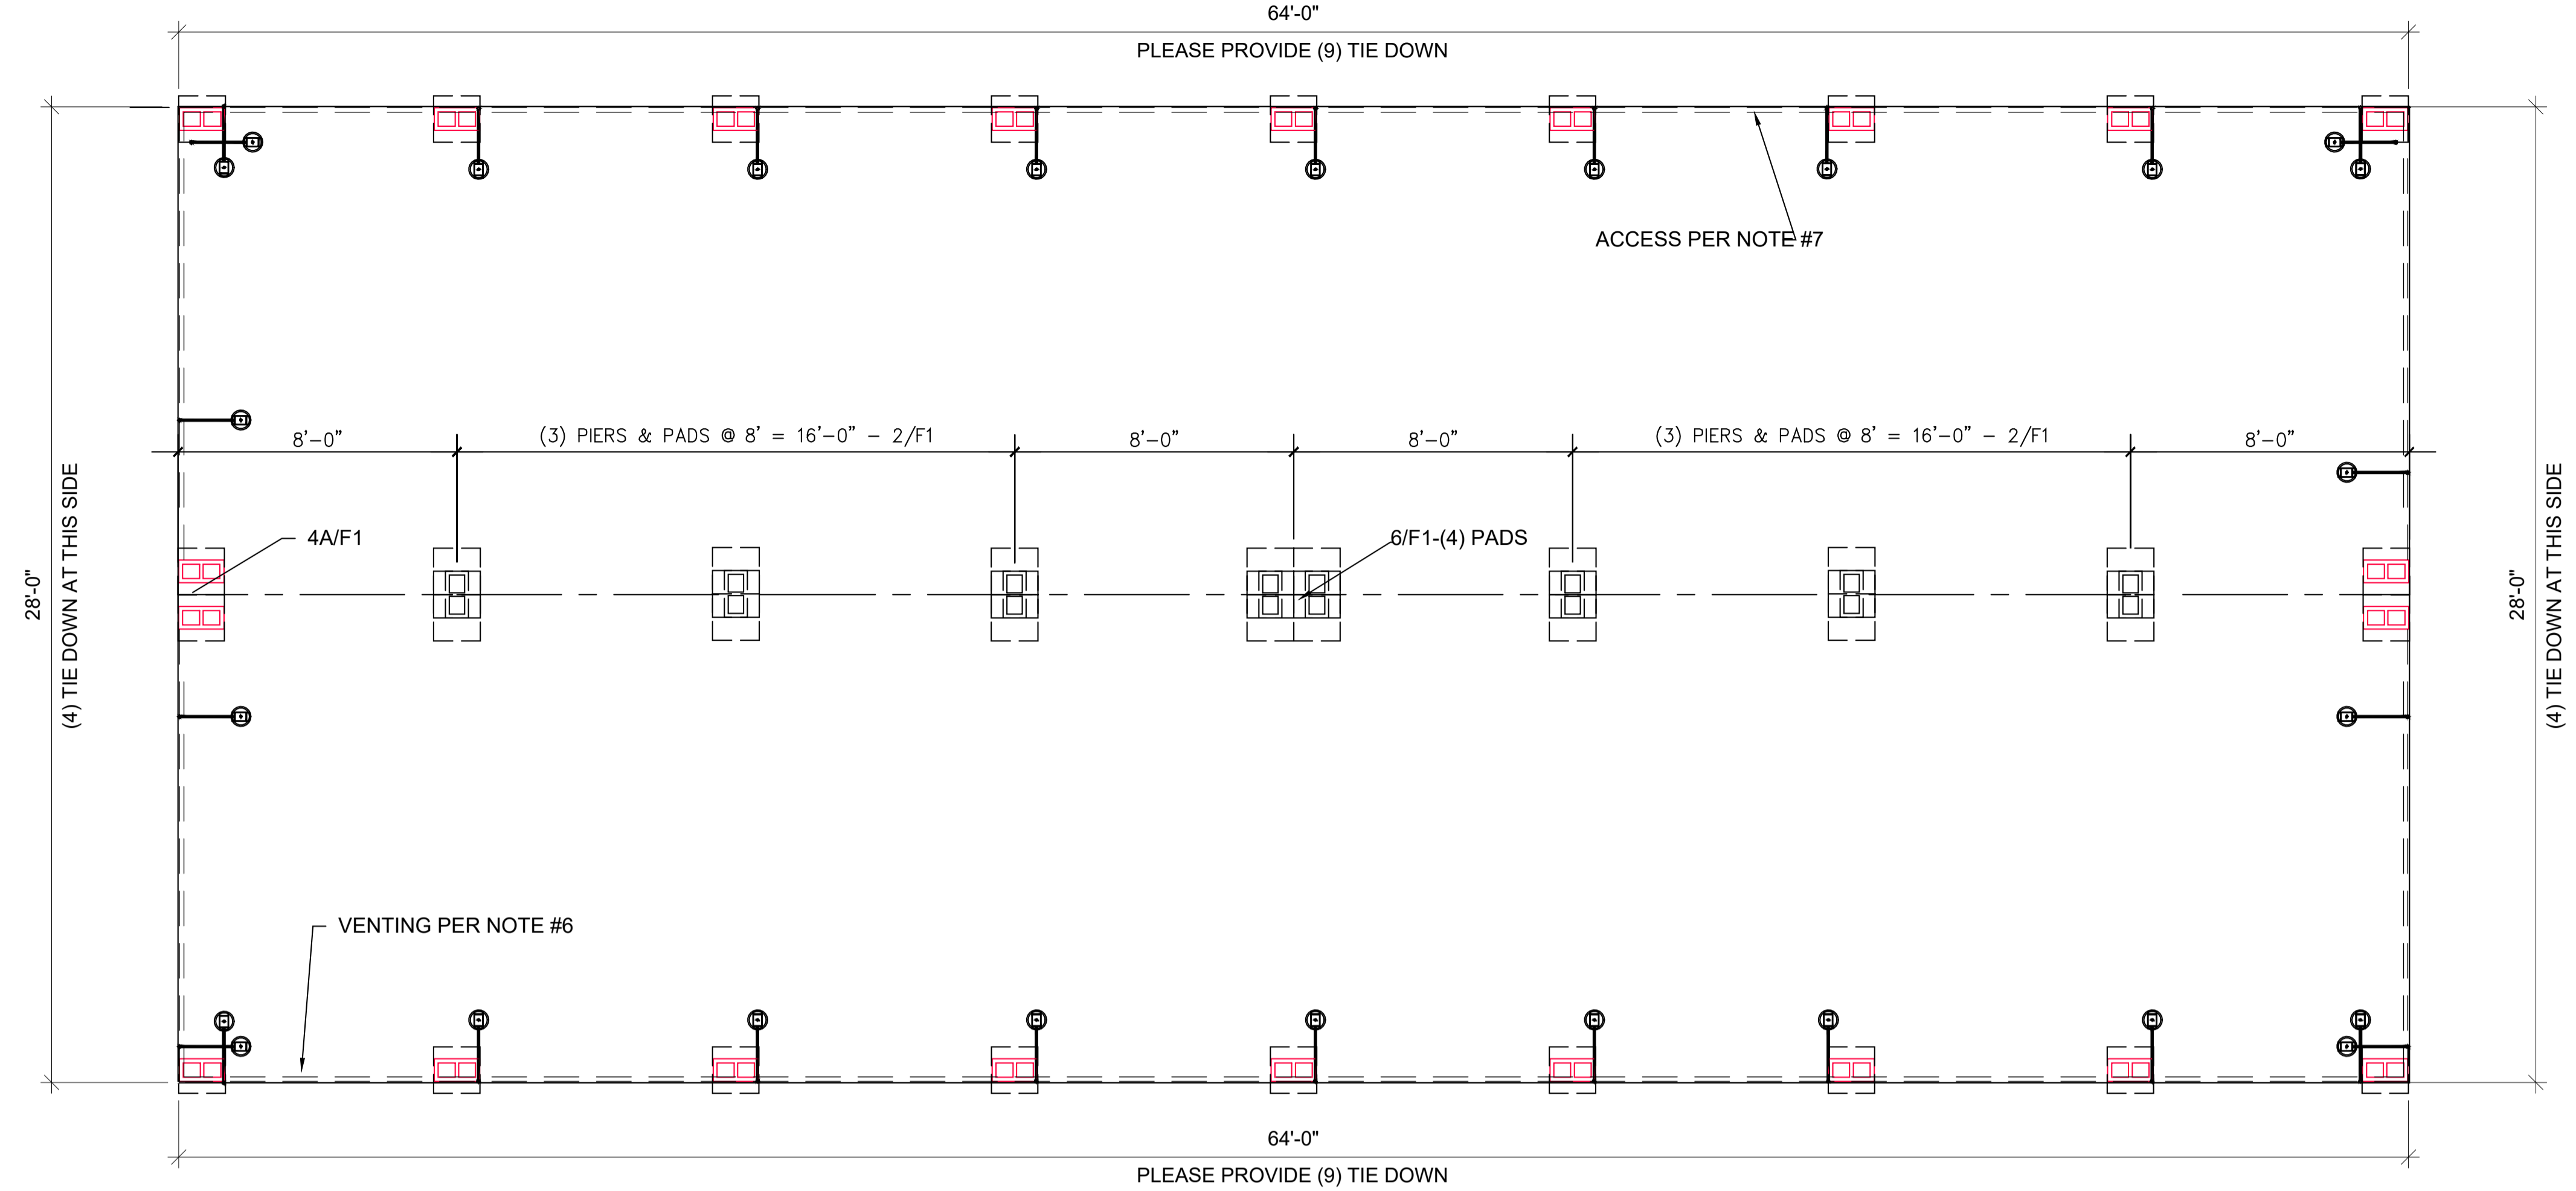 64'-0"
PLEASE PROVIDE (9) TIE DOWN
ACCESS PER NOTE #7
8'-0"
(3) PIERS & PADS @ 8' = 16'-0" - 2/F1
8'-0"
8'-0"
(3) PIERS & PADS @ 8' = 16'-0" - 2/F1
8'-0"
28'-0"
(4) TIE DOWN AT THIS SIDE
4A/F1
6/F1-(4) PADS
28'-0"
(4) TIE DOWN AT THIS SIDE
VENTING PER NOTE #6
64'-0"
PLEASE PROVIDE (9) TIE DOWN